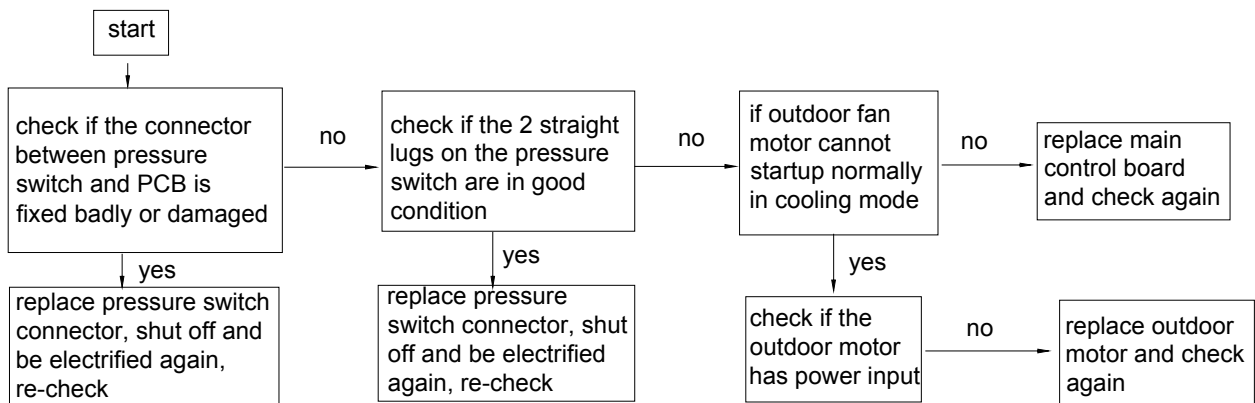 start
check if the connector
between pressure
switch and PCB is
fixed badly or damaged
no
check if the 2 straight
lugs on the pressure
switch are in good
condition
no
if outdoor fan
motor cannot
startup normally
in cooling mode
no
replace main
control board
and check again
yes
replace pressure switch
connector, shut off and
be electrified again,
re-check
yes
replace pressure
switch connector, shut
off and be electrified
again, re-check
yes
check if the
outdoor motor
has power input
no
replace outdoor
motor and check
again